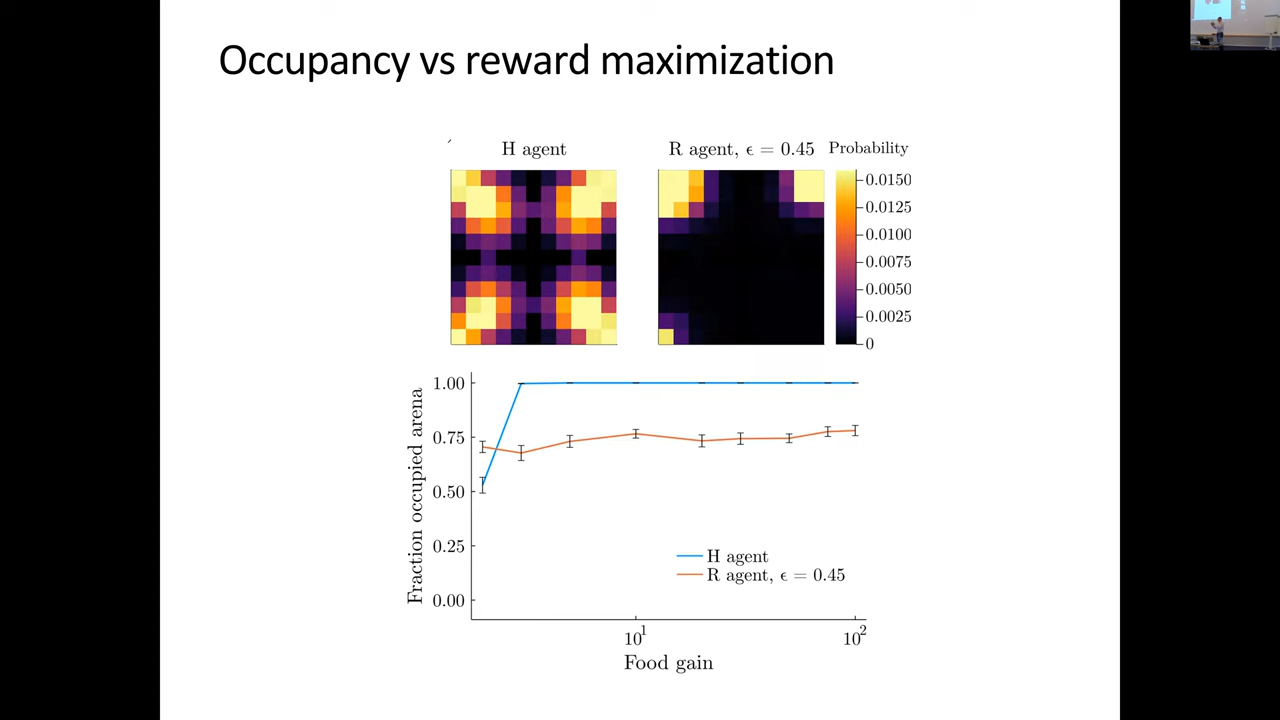 Occupancy vs reward maximization
H agent
R agent, ϵ = 0.45
Probability
0.0150
0.0125
0.0100
0.0075
0.0050
0.0025
0
1.00
0.75
0.50
0.25
0.00
Fraction occupied arena
H agent
R agent, ϵ = 0.45
10¹
10²
Food gain